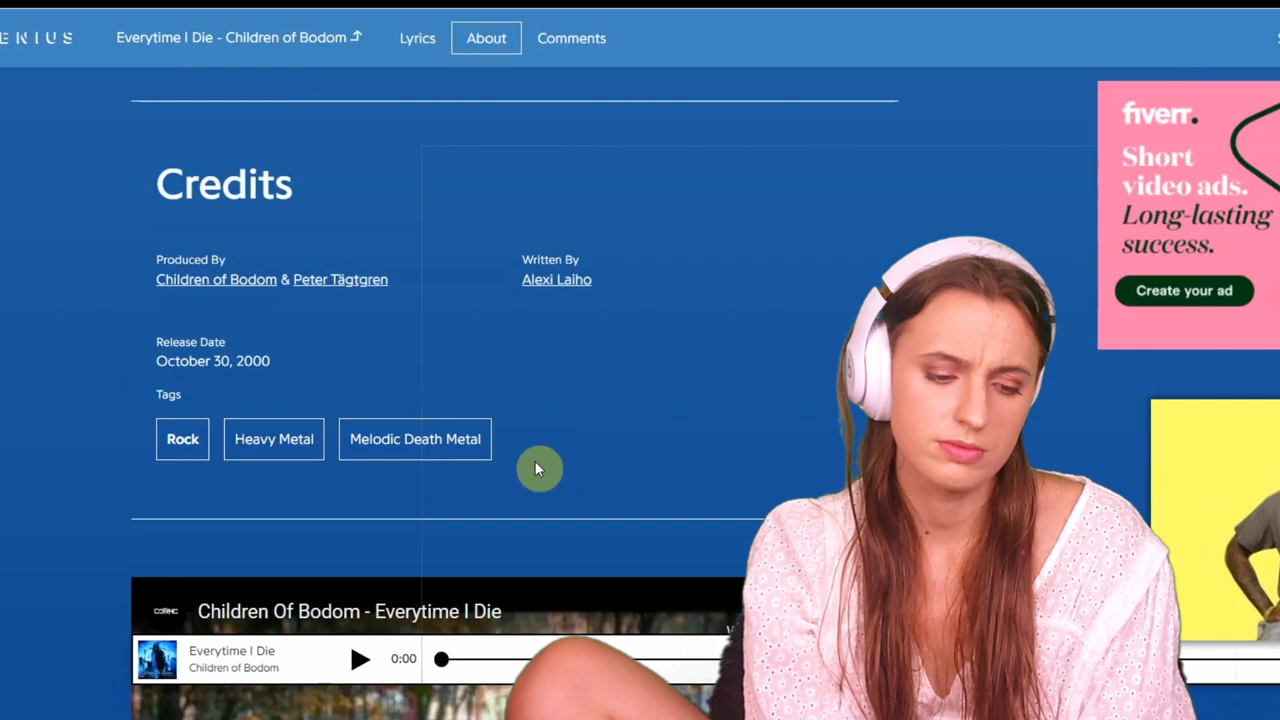 ENIUS
Everytime I Die - Children of Bodom
Lyrics
About
Comments
fiverr.
Short
video ads.
Long-lasting
success.
Create your ad
Credits
Produced By
Children of Bodom & Peter Tägtgren
Written By
Alexi Laiho
Release Date
October 30, 2000
Tags
Rock
Heavy Metal
Melodic Death Metal
Children Of Bodom - Everytime I Die
Everytime I Die
Children of Bodom
0:00